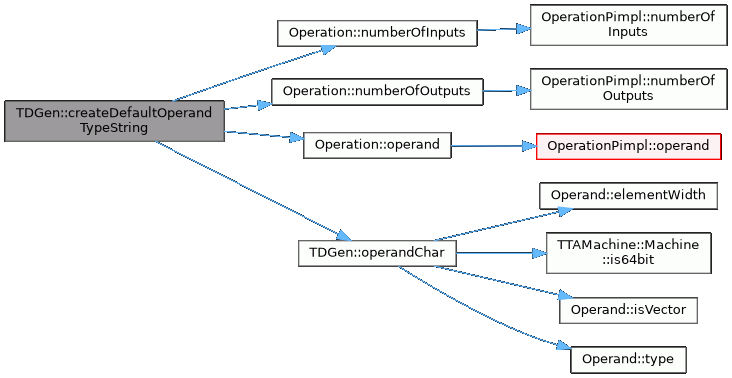 TDGen::createDefaultOperand
TypeString
Operation::numberOfInputs
OperationPimpl::numberOf
Inputs
Operation::numberOfOutputs
OperationPimpl::numberOf
Outputs
Operation::operand
OperationPimpl::operand
TDGen::operandChar
Operand::elementWidth
TTAMachine::Machine
::is64bit
Operand::isVector
Operand::type